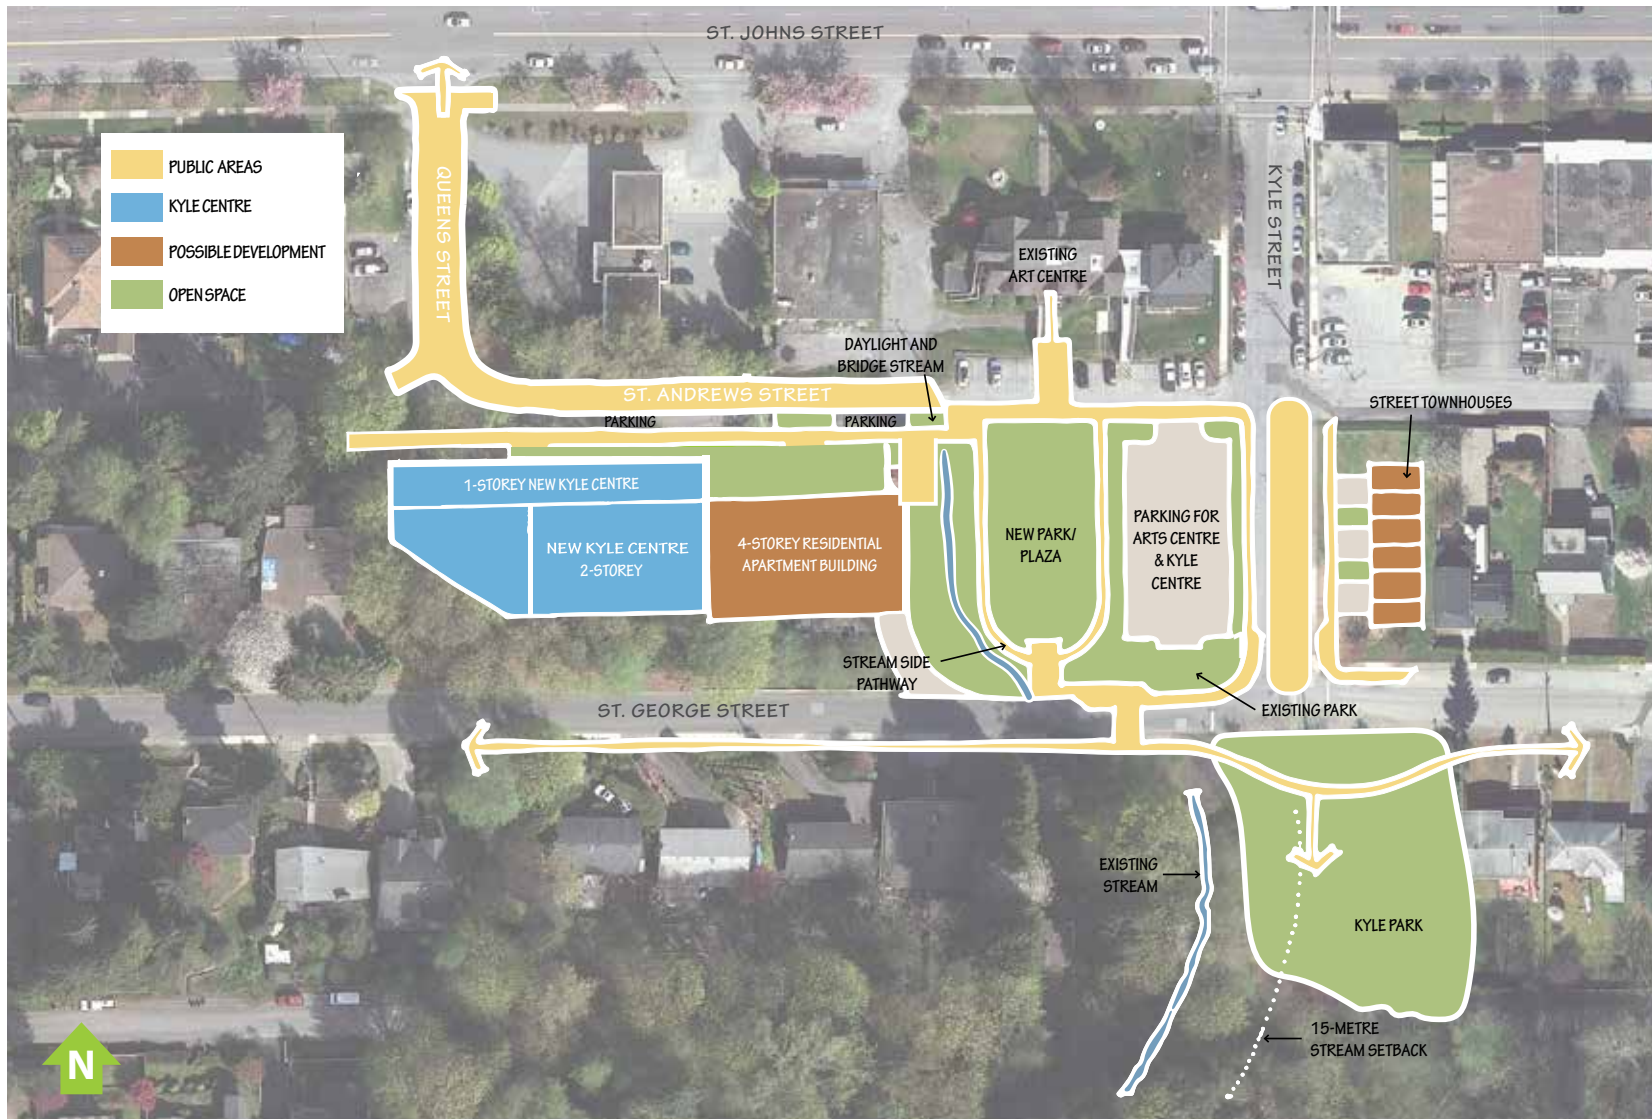 ST. JOHNS STREET
PUBLIC AREAS
KYLE CENTRE
POSSIBLE DEVELOPMENT
OPEN SPACE
QUEENS STREET
KYLE STREET
EXISTING
ART CENTRE
DAYLIGHT AND
BRIDGE STREAM
ST. ANDREWS STREET
PARKING
PARKING
STREET TOWNHOUSES
1-STOREY NEW KYLE CENTRE
NEW KYLE CENTRE
2-STOREY
4-STOREY RESIDENTIAL
APARTMENT BUILDING
NEW PARK/
PLAZA
PARKING FOR
ARTS CENTRE
& KYLE
CENTRE
STREAM SIDE
PATHWAY
ST. GEORGE STREET
EXISTING PARK
EXISTING
STREAM
KYLE PARK
15-METRE
STREAM SETBACK
N